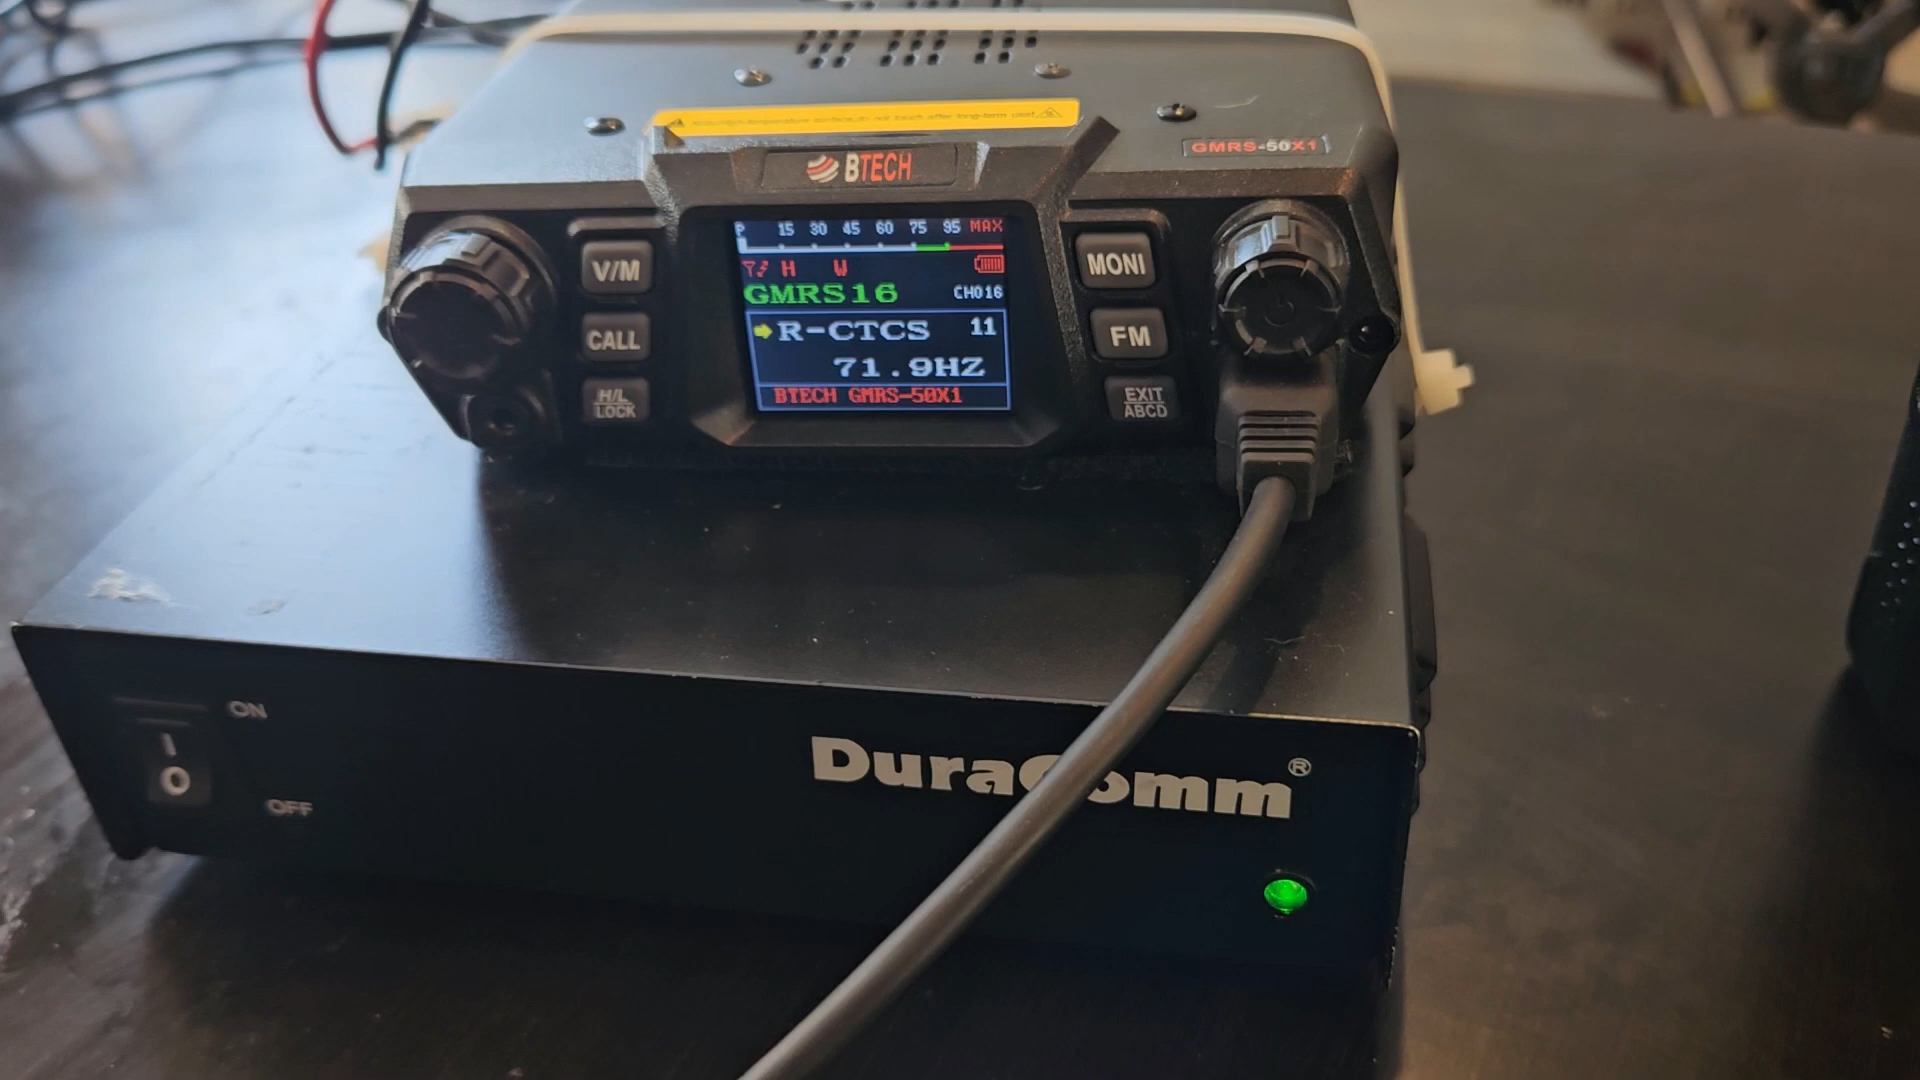 GMRS-50X1
BTECH
V/M
CALL
H/L
LOCK
P 15 30 45 60 75 95 MAX
H W
GMRS16 CH016
R-CTCS 11
71.9HZ
BTECH GMRS-50X1
MONI
FM
EXIT
ABCD
ON
I
O
OFF
DuraComm®